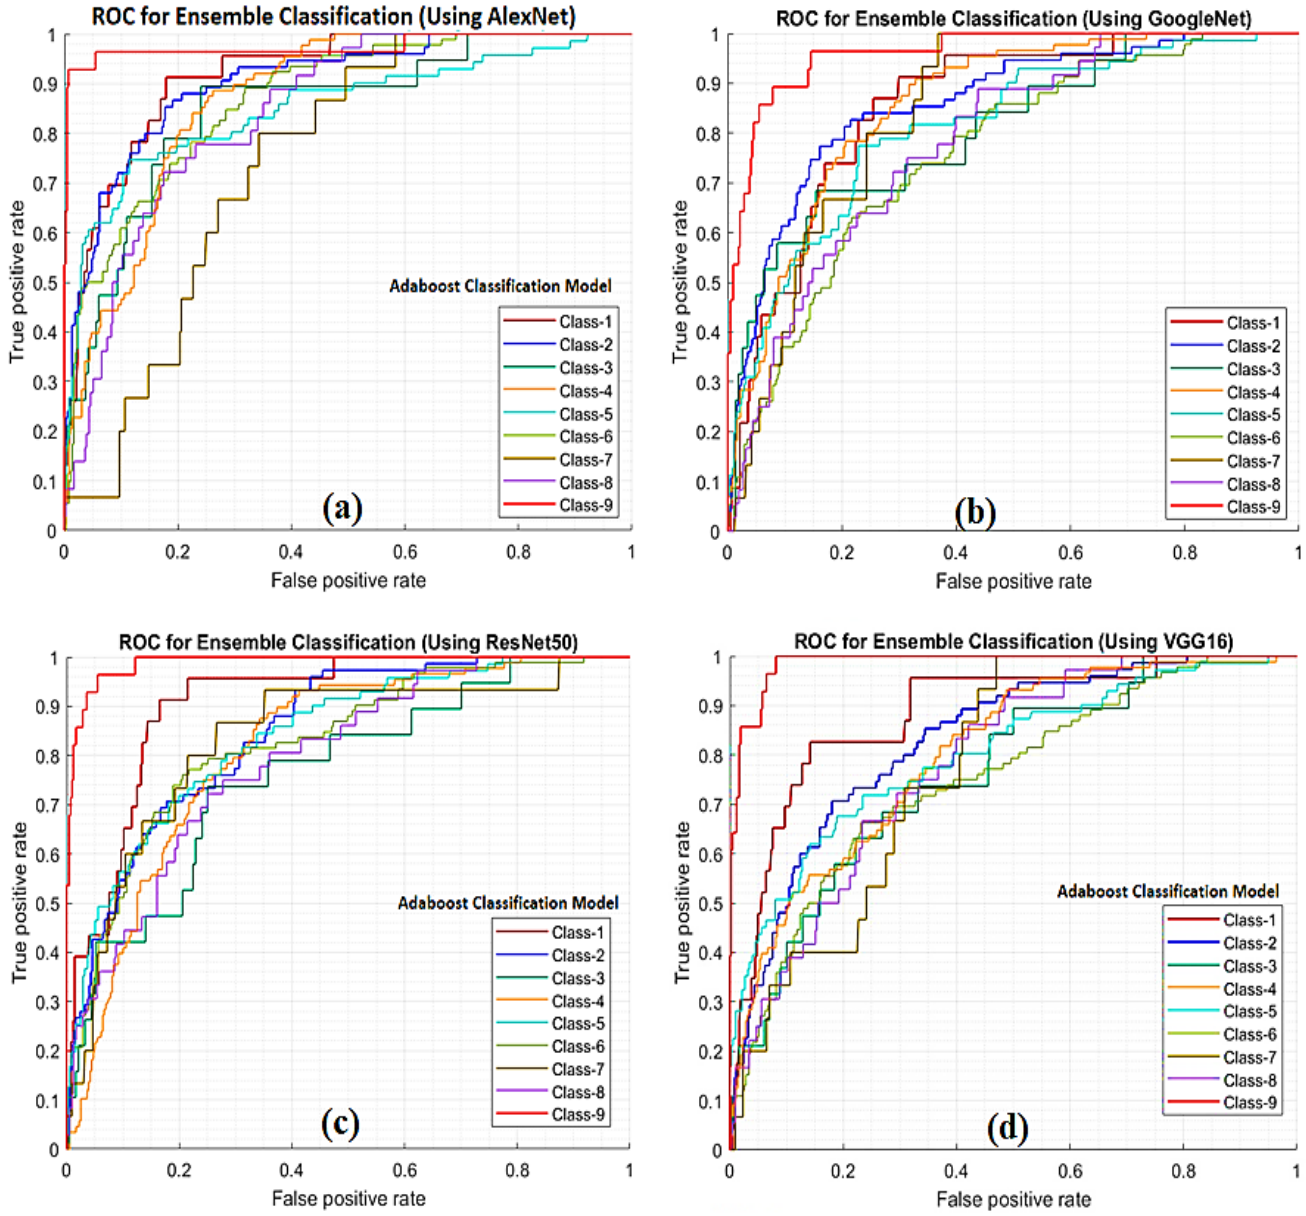 ROC for Ensemble Classification (Using AlexNet)
1
0.9
0.8
0.7
0.6
0.5
0.4
0.3
0.2
0.1
0
True positive rate
0 0.2 0.4 0.6 0.8 1
False positive rate
Adaboost Classification Model
Class-1
Class-2
Class-3
Class-4
Class-5
Class-6
Class-7
Class-8
Class-9
(a)
ROC for Ensemble Classification (Using GoogleNet)
1
0.9
0.8
0.7
0.6
0.5
0.4
0.3
0.2
0.1
0
True positive rate
0 0.2 0.4 0.6 0.8 1
False positive rate
Class-1
Class-2
Class-3
Class-4
Class-5
Class-6
Class-7
Class-8
Class-9
(b)
ROC for Ensemble Classification (Using ResNet50)
1
0.9
0.8
0.7
0.6
0.5
0.4
0.3
0.2
0.1
0
True positive rate
0 0.2 0.4 0.6 0.8 1
False positive rate
Adaboost Classification Model
Class-1
Class-2
Class-3
Class-4
Class-5
Class-6
Class-7
Class-8
Class-9
(c)
ROC for Ensemble Classification (Using VGG16)
1
0.9
0.8
0.7
0.6
0.5
0.4
0.3
0.2
0.1
0
True positive rate
0 0.2 0.4 0.6 0.8 1
False positive rate
Adaboost Classification Model
Class-1
Class-2
Class-3
Class-4
Class-5
Class-6
Class-7
Class-8
Class-9
(d)